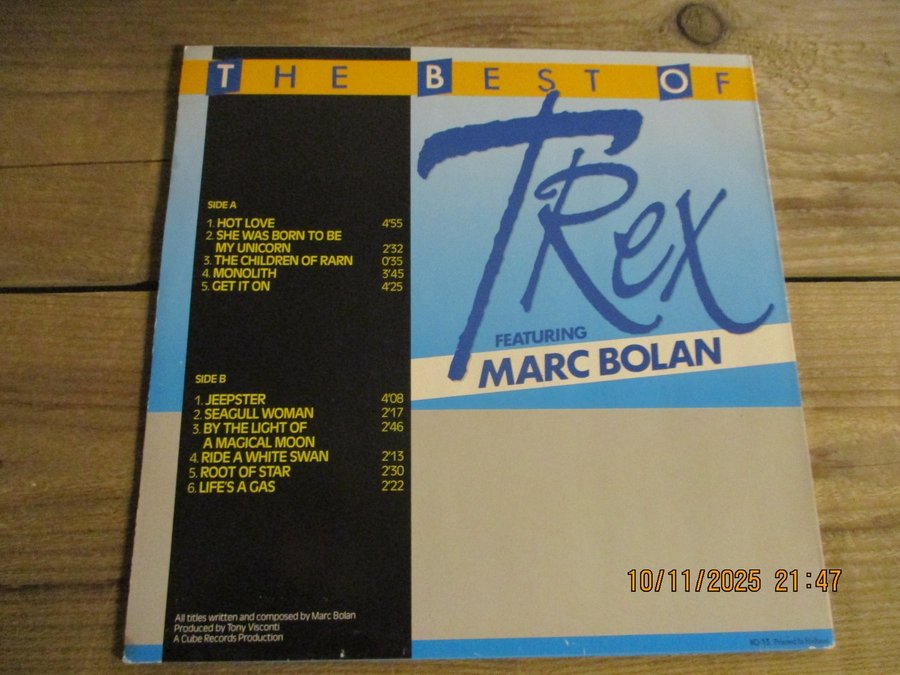 THE BEST OF
T Rex
FEATURING
MARC BOLAN
SIDE A
1. HOT LOVE 4'55
2. SHE WAS BORN TO BE
MY UNICORN 2'32
3. THE CHILDREN OF RARN 0'35
4. MONOLITH 3'45
5. GET IT ON 4'25
SIDE B
1. JEEPSTER 4'08
2. SEAGULL WOMAN 2'17
3. BY THE LIGHT OF 2'46
A MAGICAL MOON
4. RIDE A WHITE SWAN 2'13
5. ROOT OF STAR 2'30
6. LIFE'S A GAS 2'22
All titles written and composed by Marc Bolan
Produced by Tony Visconti
A Cube Records Production
Printed in Holland
10/11/2025 21:47